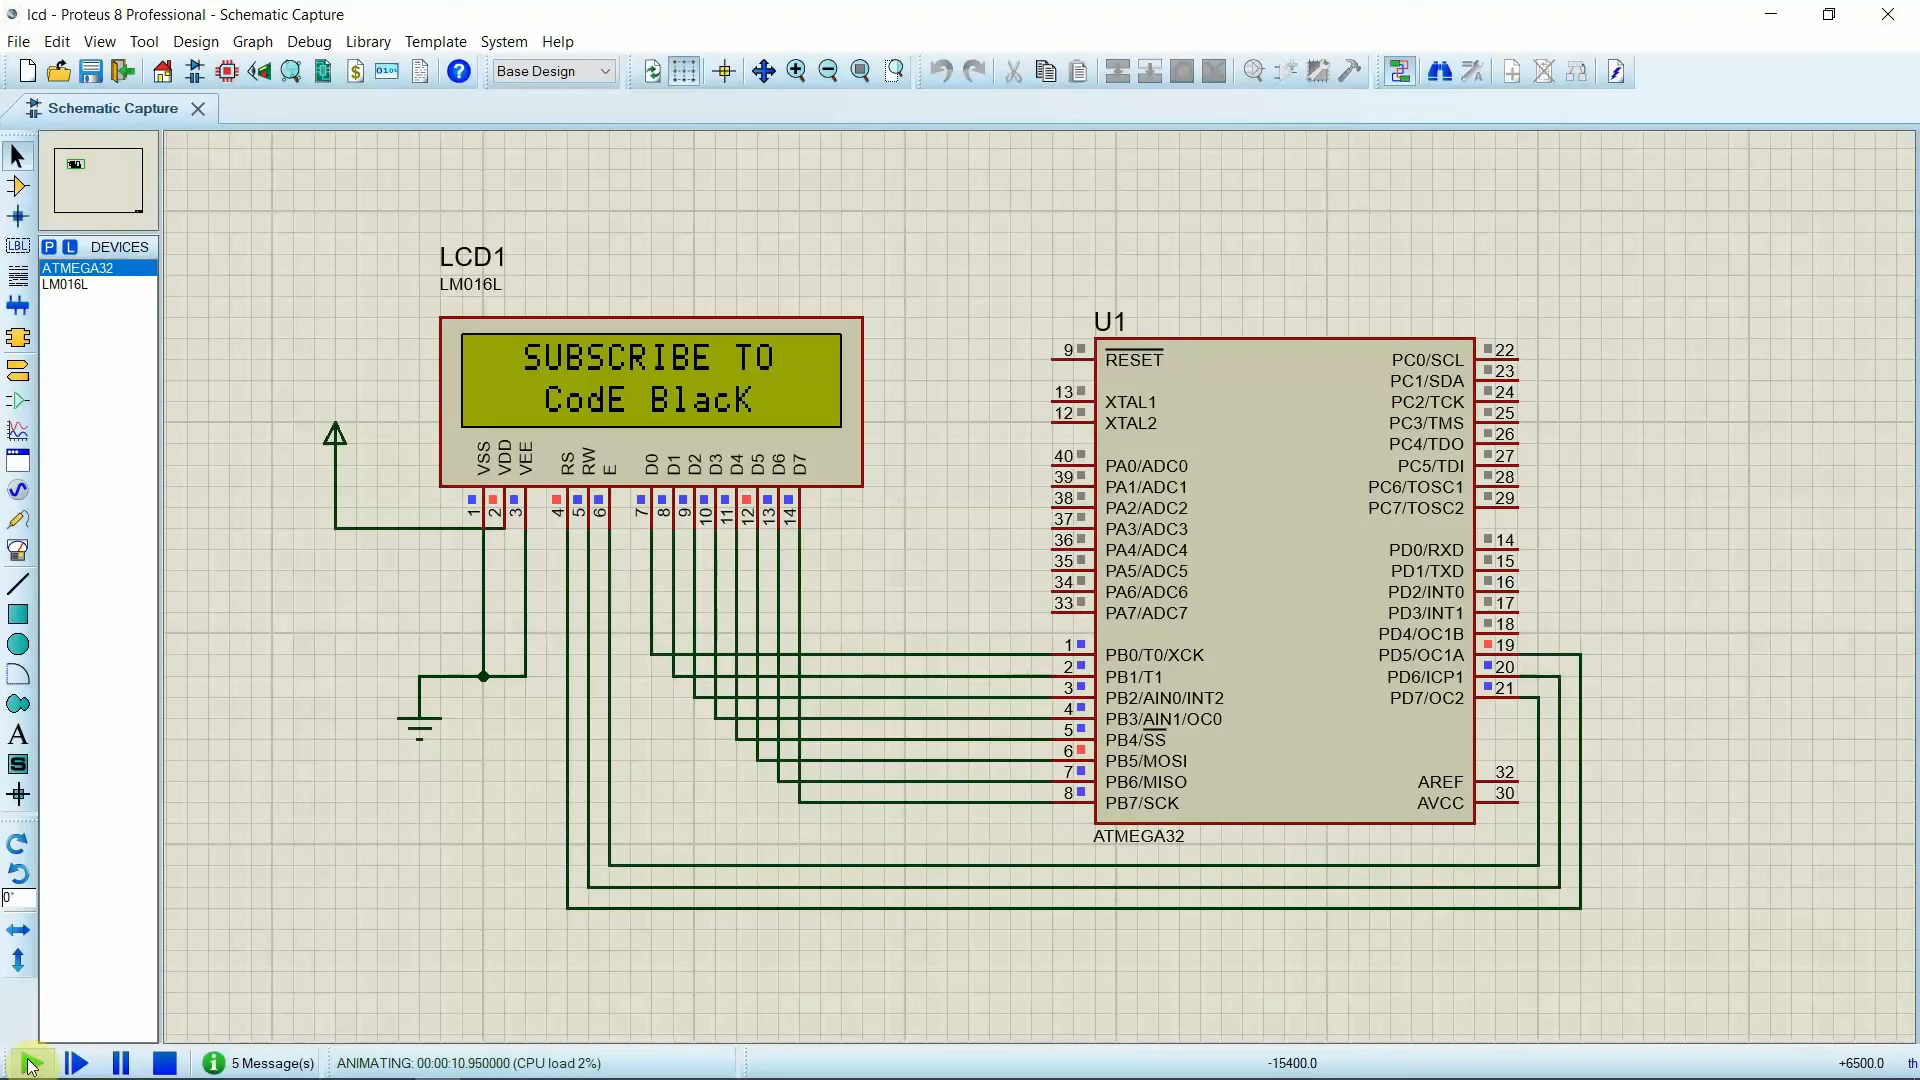 lcd - Proteus 8 Professional - Schematic Capture
File Edit View Tool Design Graph Debug Library Template System Help
Base Design
Schematic Capture
P L DEVICES
ATMEGA32
LM016L
LCD1
LM016L
SUBSCRIBE TO
CodE BlacK
VSS VDD VEE RS RW E D0 D1 D2 D3 D4 D5 D6 D7
1 2 3 4 5 6 7 8 9 10 11 12 13 14
U1
9 RESET PC0/SCL 22
PC1/SDA 23
13 XTAL1 PC2/TCK 24
12 XTAL2 PC3/TMS 25
PC4/TDO 26
40 PA0/ADC0 PC5/TDI 27
39 PA1/ADC1 PC6/TOSC1 28
38 PA2/ADC2 PC7/TOSC2 29
37 PA3/ADC3
36 PA4/ADC4 PD0/RXD 14
35 PA5/ADC5 PD1/TXD 15
34 PA6/ADC6 PD2/INT0 16
33 PA7/ADC7 PD3/INT1 17
PD4/OC1B 18
1 PB0/T0/XCK PD5/OC1A 19
2 PB1/T1 PD6/ICP1 20
3 PB2/AIN0/INT2 PD7/OC2 21
4 PB3/AIN1/OC0
5 PB4/SS
6 PB5/MOSI
7 PB6/MISO AREF 32
8 PB7/SCK AVCC 30
ATMEGA32
LBL
A
S
0°
5 Message(s) ANIMATING: 00:00:10.950000 (CPU load 2%) -15400.0 +6500.0 th